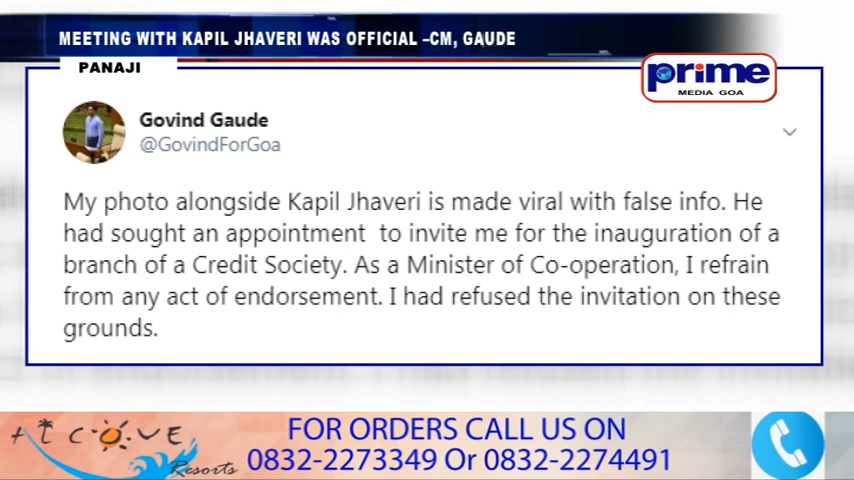 MEETING WITH KAPIL JHAVERI WAS OFFICIAL –CM, GAUDE
PANAJI
prime
MEDIA GOA
Govind Gaude
@GovindForGoa
My photo alongside Kapil Jhaveri is made viral with false info. He
had sought an appointment  to invite me for the inauguration of a
branch of a Credit Society. As a Minister of Co-operation, I refrain
from any act of endorsement. I had refused the invitation on these
grounds.
ALCOVE
Resorts
FOR ORDERS CALL US ON
0832-2273349 Or 0832-2274491